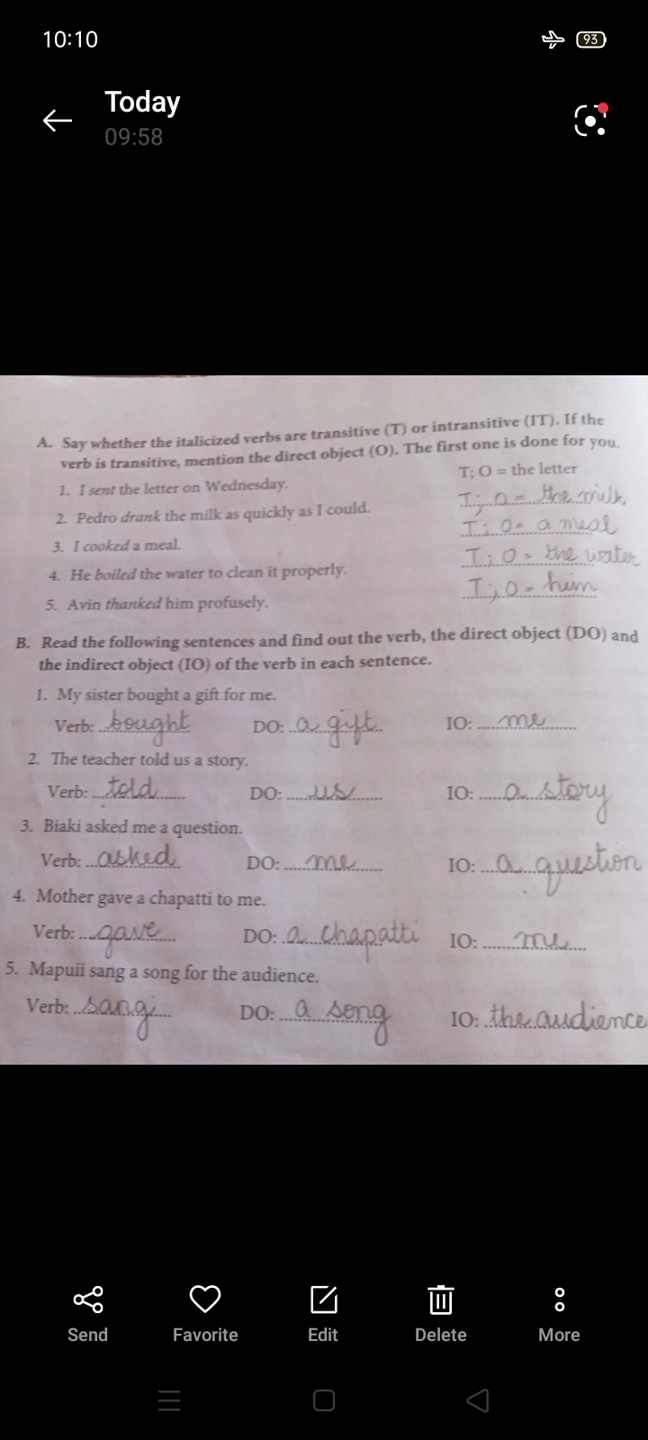 10:10
93
Today
09:58
A. Say whether the italicized verbs are transitive (T) or intransitive (IT). If the
verb is transitive, mention the direct object (O). The first one is done for you.
1. I sent the letter on Wednesday. T; O = the letter
2. Pedro drank the milk as quickly as I could. T; O = the milk
3. I cooked a meal. T; O = a meal
4. He boiled the water to clean it properly. T; O = the water
5. Avin thanked him profusely. T; O = him
B. Read the following sentences and find out the verb, the direct object (DO) and
the indirect object (IO) of the verb in each sentence.
1. My sister bought a gift for me.
Verb: bought DO: a gift IO: me
2. The teacher told us a story.
Verb: told DO: us IO: a story
3. Biaki asked me a question.
Verb: asked DO: me IO: a question
4. Mother gave a chapatti to me.
Verb: gave DO: a chapatti IO: me
5. Mapuii sang a song for the audience.
Verb: sang DO: a song IO: the audience
Send Favorite Edit Delete More